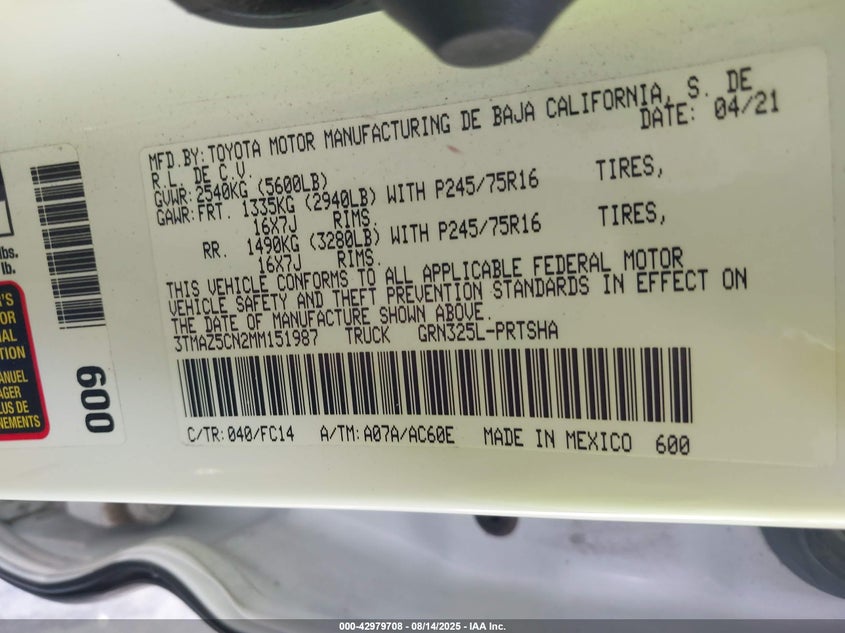 MFD.BY:TOYOTA MOTOR MANUFACTURING DE BAJA CALIFORNIA, S. DE
R.L. DE C.V. DATE: 04/21
GVWR:2540KG (5600LB)
GAWR:FRT. 1335KG (2940LB) WITH P245/75R16 TIRES,
16X7J RIMS.
RR. 1490KG (3280LB) WITH P245/75R16 TIRES,
16X7J RIMS.
THIS VEHICLE CONFORMS TO ALL APPLICABLE FEDERAL MOTOR
VEHICLE SAFETY AND THEFT PREVENTION STANDARDS IN EFFECT ON
THE DATE OF MANUFACTURE SHOWN ABOVE.
3TMAZ5CN2MM151987 TRUCK GRN325L-PRTSHA
C/TR:040/FC14 A/TM:A07A/AC60E MADE IN MEXICO 600
lbs.
lb.
600
000-42979708 - 08/14/2025 - IAA Inc.